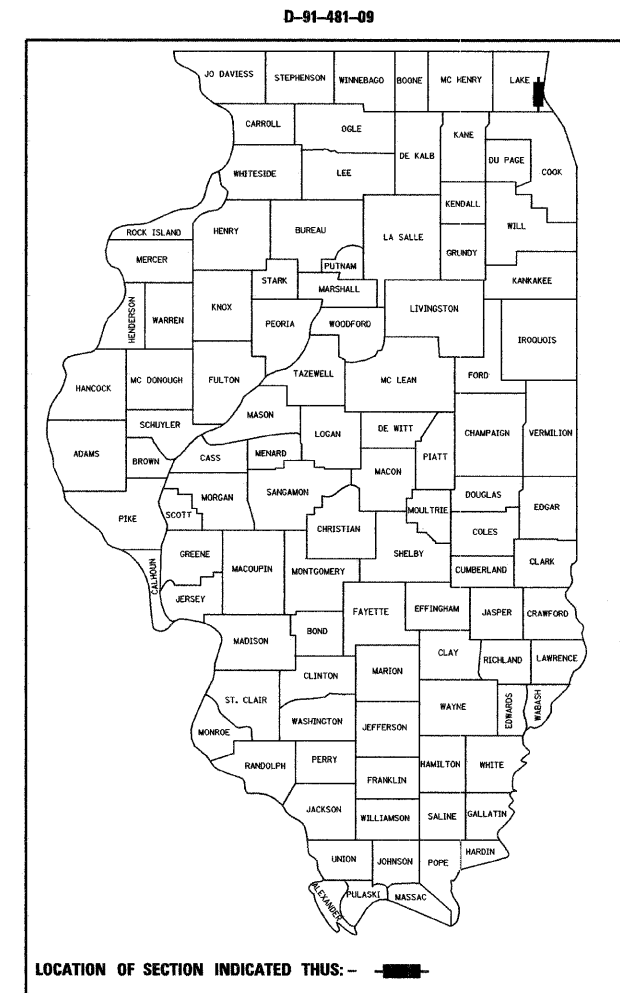 D-91-481-09
JO DAVIESS STEPHENSON WINNEBAGO BOONE MC HENRY LAKE
CARROLL OGLE KANE
DE KALB DU PAGE COOK
WHITESIDE LEE
KENDALL
ROCK ISLAND HENRY BUREAU LA SALLE WILL
MERCER PUTNAM GRUNDY
STARK MARSHALL KANKAKEE
HENDERSON WARREN KNOX PEORIA WOODFORD LIVINGSTON
IROQUOIS
HANCOCK MC DONOUGH FULTON TAZEWELL MC LEAN FORD
MASON
SCHUYLER LOGAN DE WITT CHAMPAIGN VERMILION
ADAMS BROWN CASS MENARD PIATT
MACON
MORGAN SANGAMON DOUGLAS
PIKE SCOTT CHRISTIAN MOULTRIE EDGAR
COLES
GREENE MACOUPIN SHELBY
CALHOUN MONTGOMERY CUMBERLAND CLARK
JERSEY FAYETTE EFFINGHAM JASPER CRAWFORD
MADISON BOND
CLAY RICHLAND LAWRENCE
CLINTON MARION
ST. CLAIR WAYNE EDWARDS WABASH
WASHINGTON JEFFERSON
MONROE
RANDOLPH PERRY HAMILTON WHITE
FRANKLIN
JACKSON WILLIAMSON SALINE GALLATIN
UNION JOHNSON POPE HARDIN
ALEXANDER PULASKI MASSAC
LOCATION OF SECTION INDICATED THUS: -